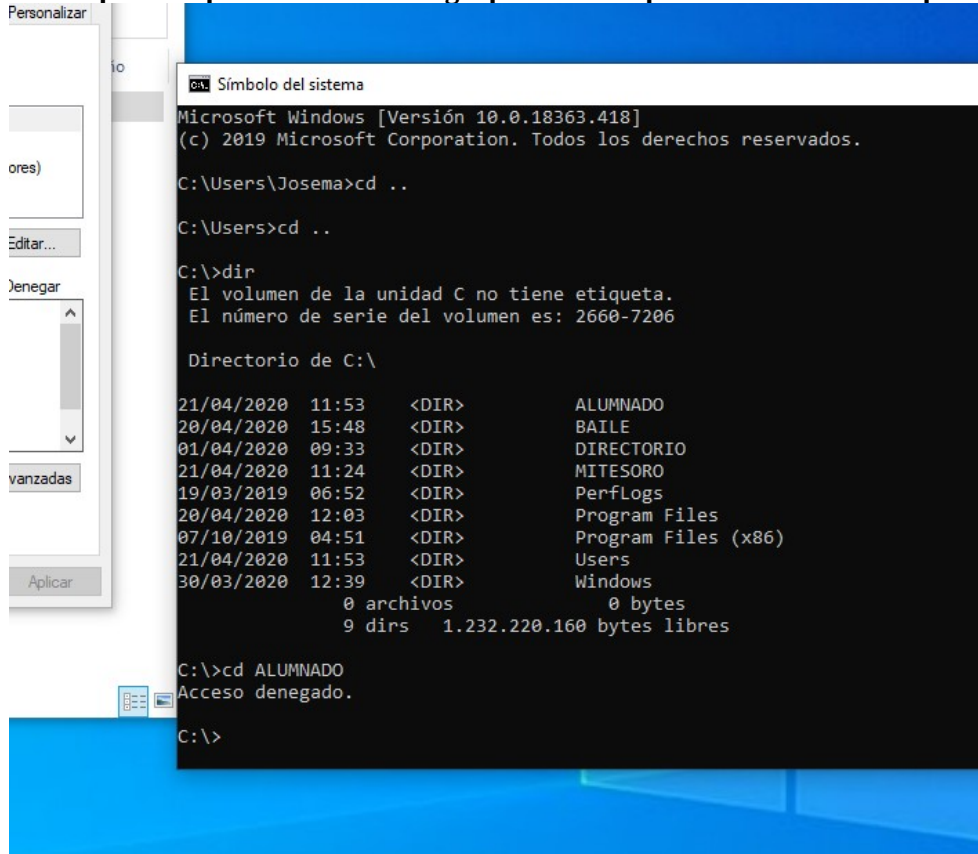 Personalizar
ño
ores)
Editar...
Denegar
vanzadas
Aplicar
Símbolo del sistema
Microsoft Windows [Versión 10.0.18363.418]
(c) 2019 Microsoft Corporation. Todos los derechos reservados.
C:\Users\Josema>cd ..
C:\Users>cd ..
C:\>dir
El volumen de la unidad C no tiene etiqueta.
El número de serie del volumen es: 2660-7206
Directorio de C:\
21/04/2020 11:53 <DIR> ALUMNADO
20/04/2020 15:48 <DIR> BAILE
01/04/2020 09:33 <DIR> DIRECTORIO
21/04/2020 11:24 <DIR> MITESORO
19/03/2019 06:52 <DIR> PerfLogs
20/04/2020 12:03 <DIR> Program Files
07/10/2019 04:51 <DIR> Program Files (x86)
21/04/2020 11:53 <DIR> Users
30/03/2020 12:39 <DIR> Windows
0 archivos 0 bytes
9 dirs 1.232.220.160 bytes libres
C:\>cd ALUMNADO
Acceso denegado.
C:\>